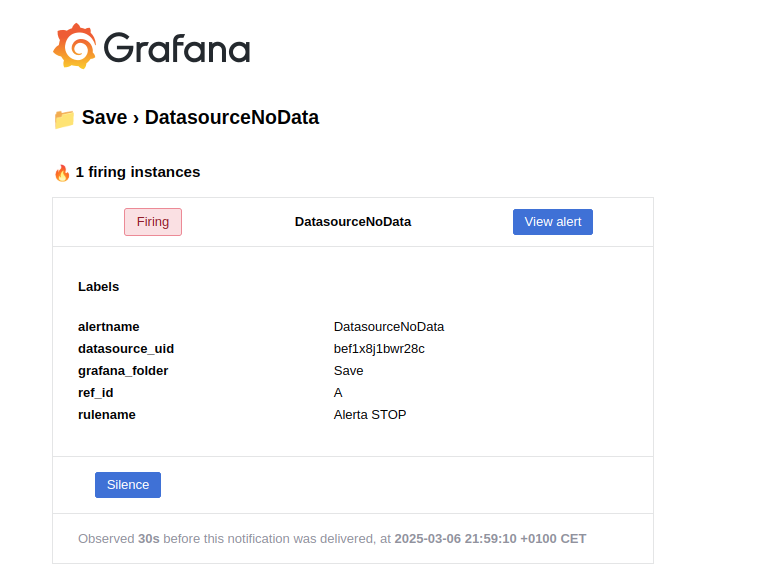 Grafana
📁 Save › DatasourceNoData
🔥 1 firing instances
Firing DatasourceNoData View alert
Labels
alertname DatasourceNoData
datasource_uid bef1x8j1bwr28c
grafana_folder Save
ref_id A
rulename Alerta STOP
Silence
Observed 30s before this notification was delivered, at 2025-03-06 21:59:10 +0100 CET